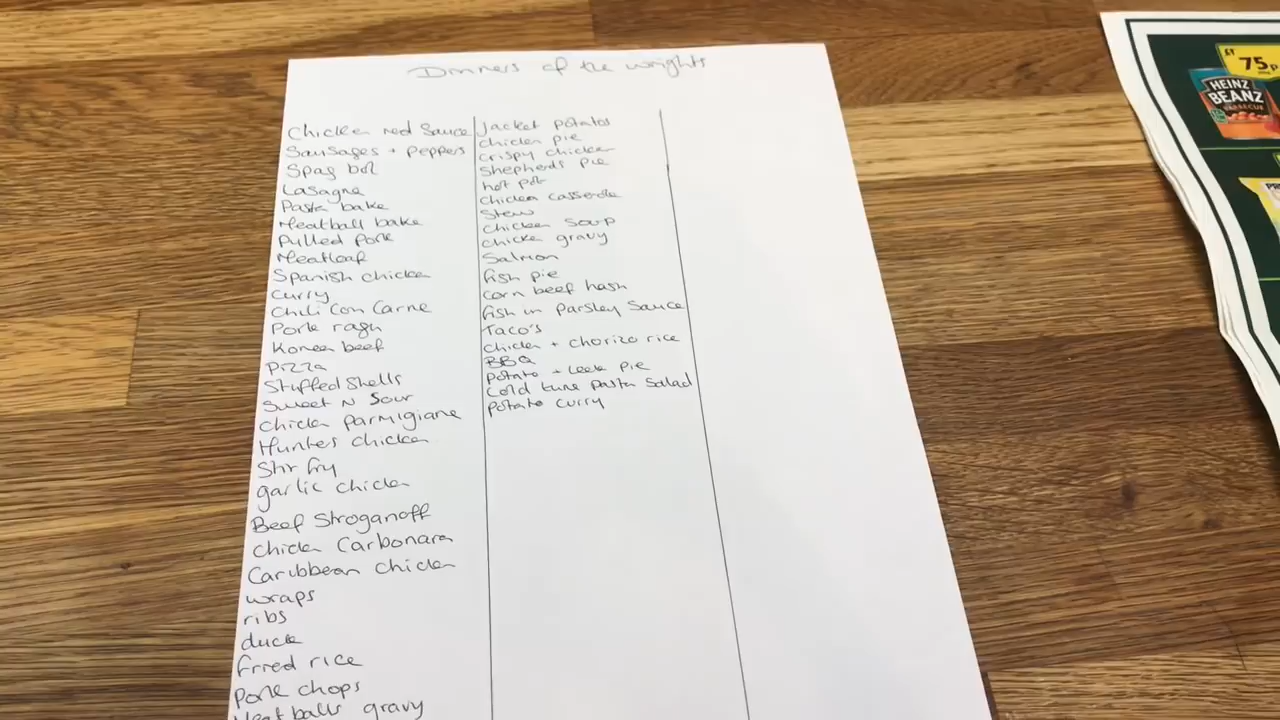 Dinners of the wrights
Chicken red Sauce
Sausages + peppers
Spag bol
Lasagne
Pasta bake
Meatball bake
Pulled pork
Meatloaf
Spanish chicken
Curry
Chili Con Carne
Pork ragu
Korean beef
Pizza
Stuffed Shells
Sweet N Sour
Chicken Parmigiane
Hunters chicken
Stir fry
garlic chicken
Beef Stroganoff
Chicken Carbonara
Caribbean chicken
wraps
ribs
duck
Fried rice
Pork chops
Meatballs gravy
Jacket potatos
chicken pie
crispy chicken
Shepherds pie
hot pot
chicken casserole
Stew
chicken soup
chicken gravy
Salmon
fish pie
corn beef hash
fish in parsley sauce
Taco's
chicken + chorizo rice
BBQ
potato + leek pie
cold tuna pasta salad
potato curry
75p
HEINZ
BEANZ